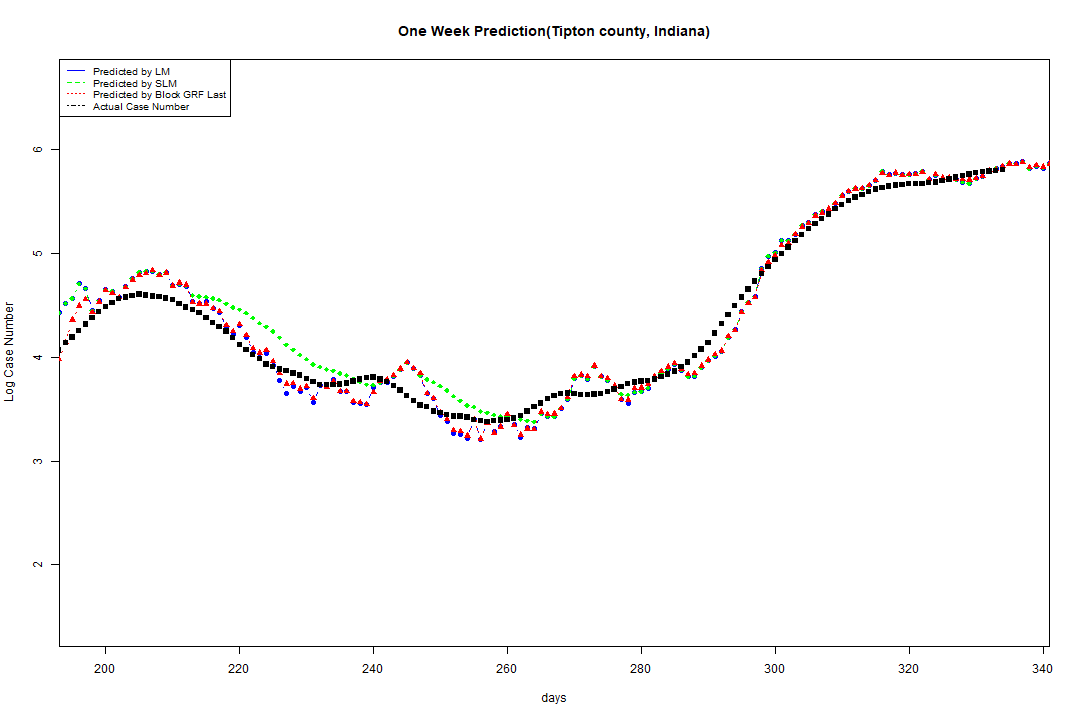 One Week Prediction(Tipton county, Indiana)
Predicted by LM
Predicted by SLM
Predicted by Block GRF Last
Actual Case Number
6
5
4
3
2
Log Case Number
200 220 240 260 280 300 320 340
days